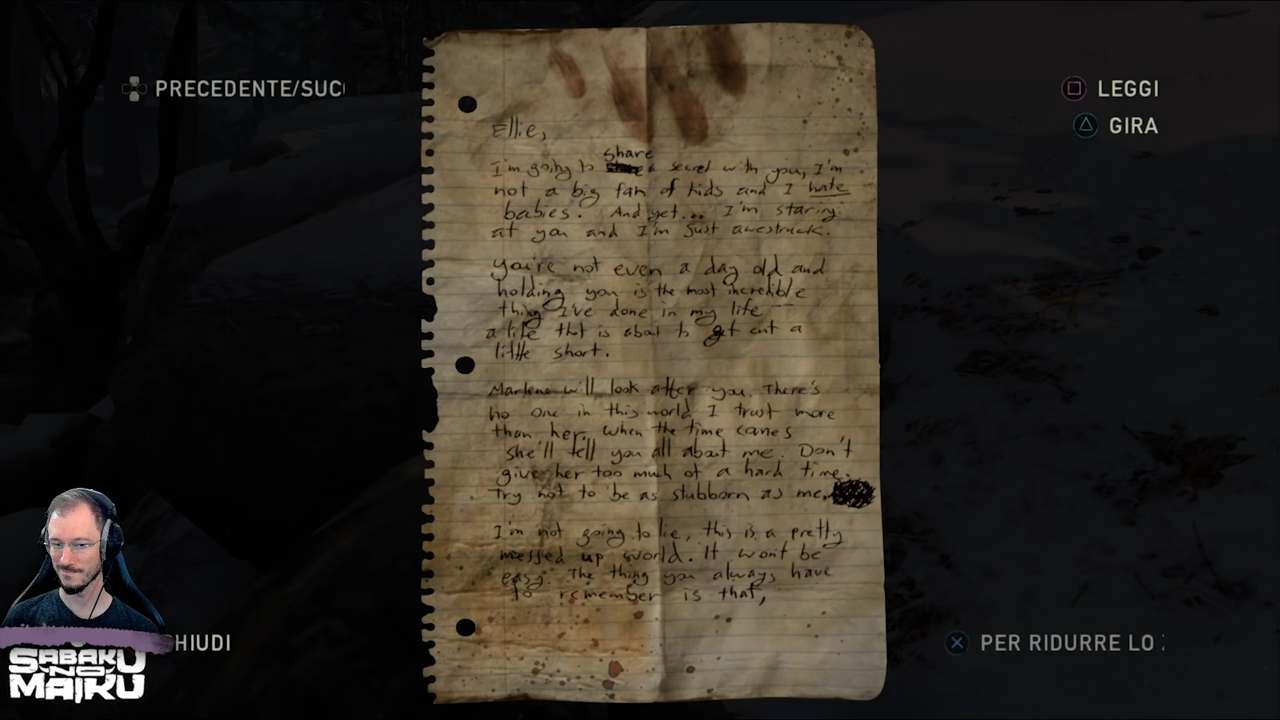 PRECEDENTE/SUC
LEGGI
GIRA
Ellie,
share
I'm going to a secret with you, I'm
not a big fan of kids and I hate
babies. And yet... I'm staring
at you and I'm just awestruck.
You're not even a day old and
holding you is the most incredible
thing I've done in my life -
a life that is about to get cut a
little short.
Marlene will look after you. There's
no one in this world I trust more
than her. When the time comes
she'll tell you all about me. Don't
give her too much of a hard time.
Try not to be as stubborn as me.
I'm not going to lie, this is a pretty
messed up world. It wont be
easy. The thing you always have
to remember is that,
HIUDI
PER RIDURRE LO
SABAKU
NO
MAIKU